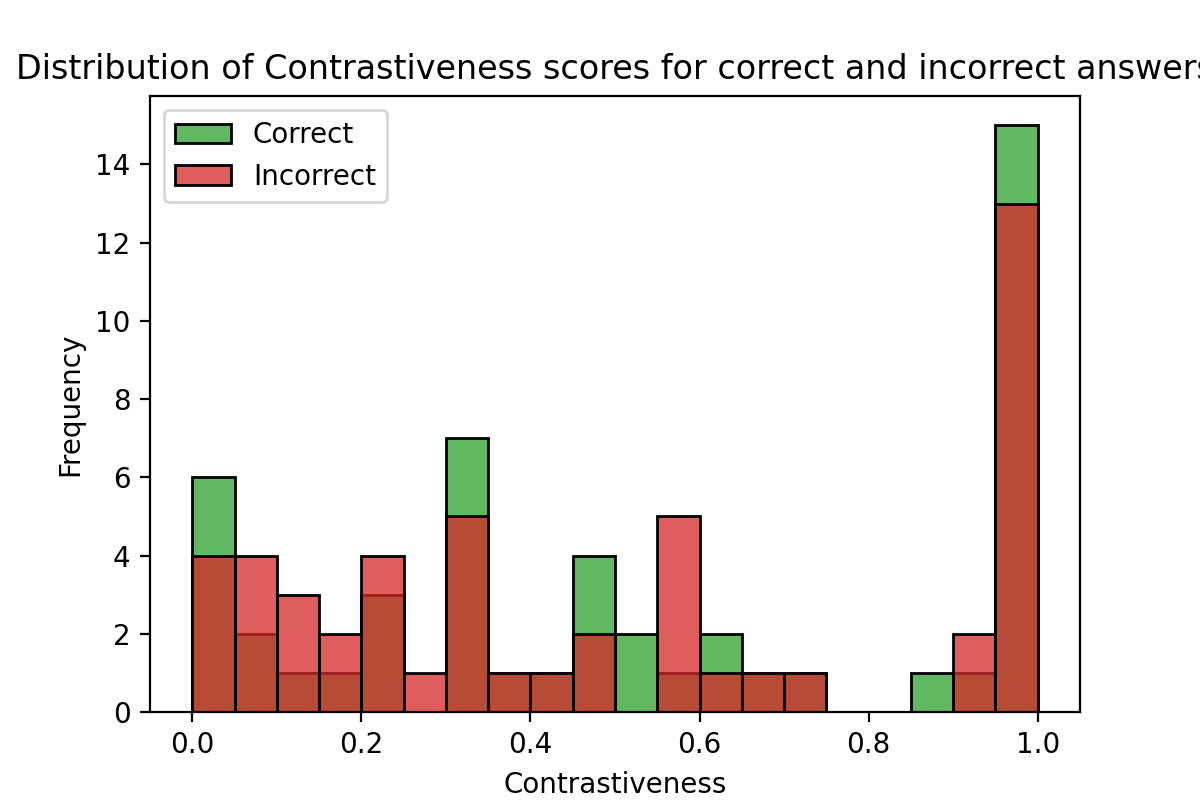 Distribution of Contrastiveness scores for correct and incorrect answers
Correct
Incorrect
Frequency
14
12
10
8
6
4
2
0
0.0 0.2 0.4 0.6 0.8 1.0
Contrastiveness